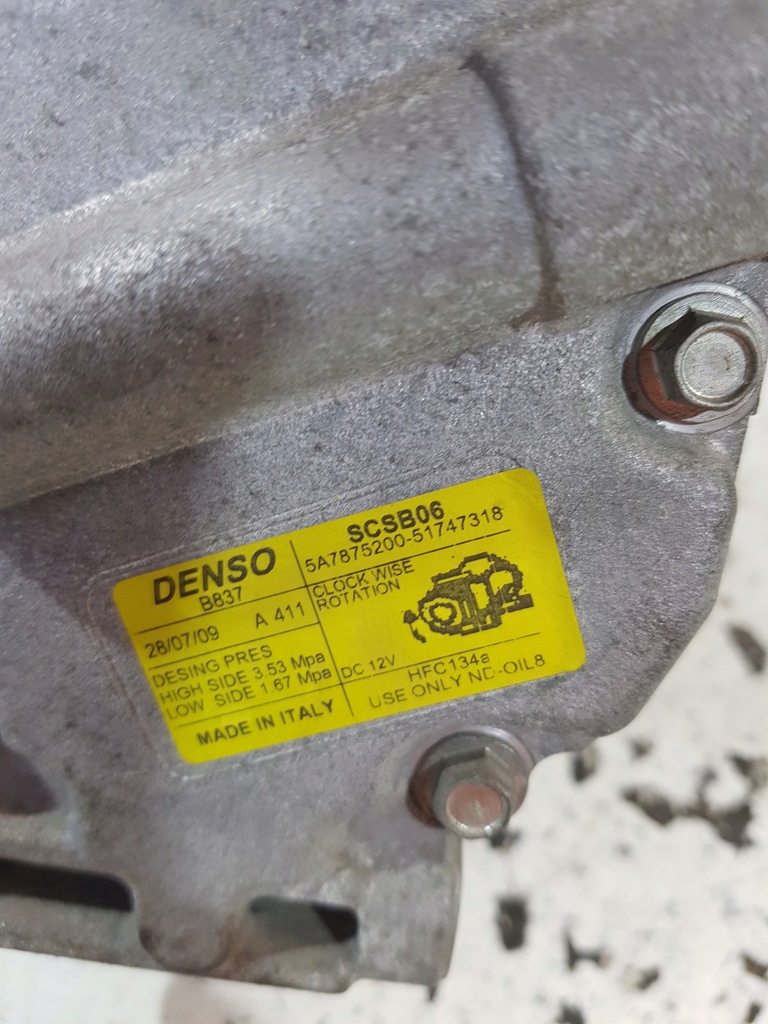 DENSO
B837
SCSB06
5A7875200-51747318
28/07/09 A 411
CLOCK WISE
ROTATION
DESING PRES
HIGH SIDE 3.53 Mpa
LOW SIDE 1.67 Mpa
DC 12V
HFC134a
USE ONLY ND-OIL8
MADE IN ITALY